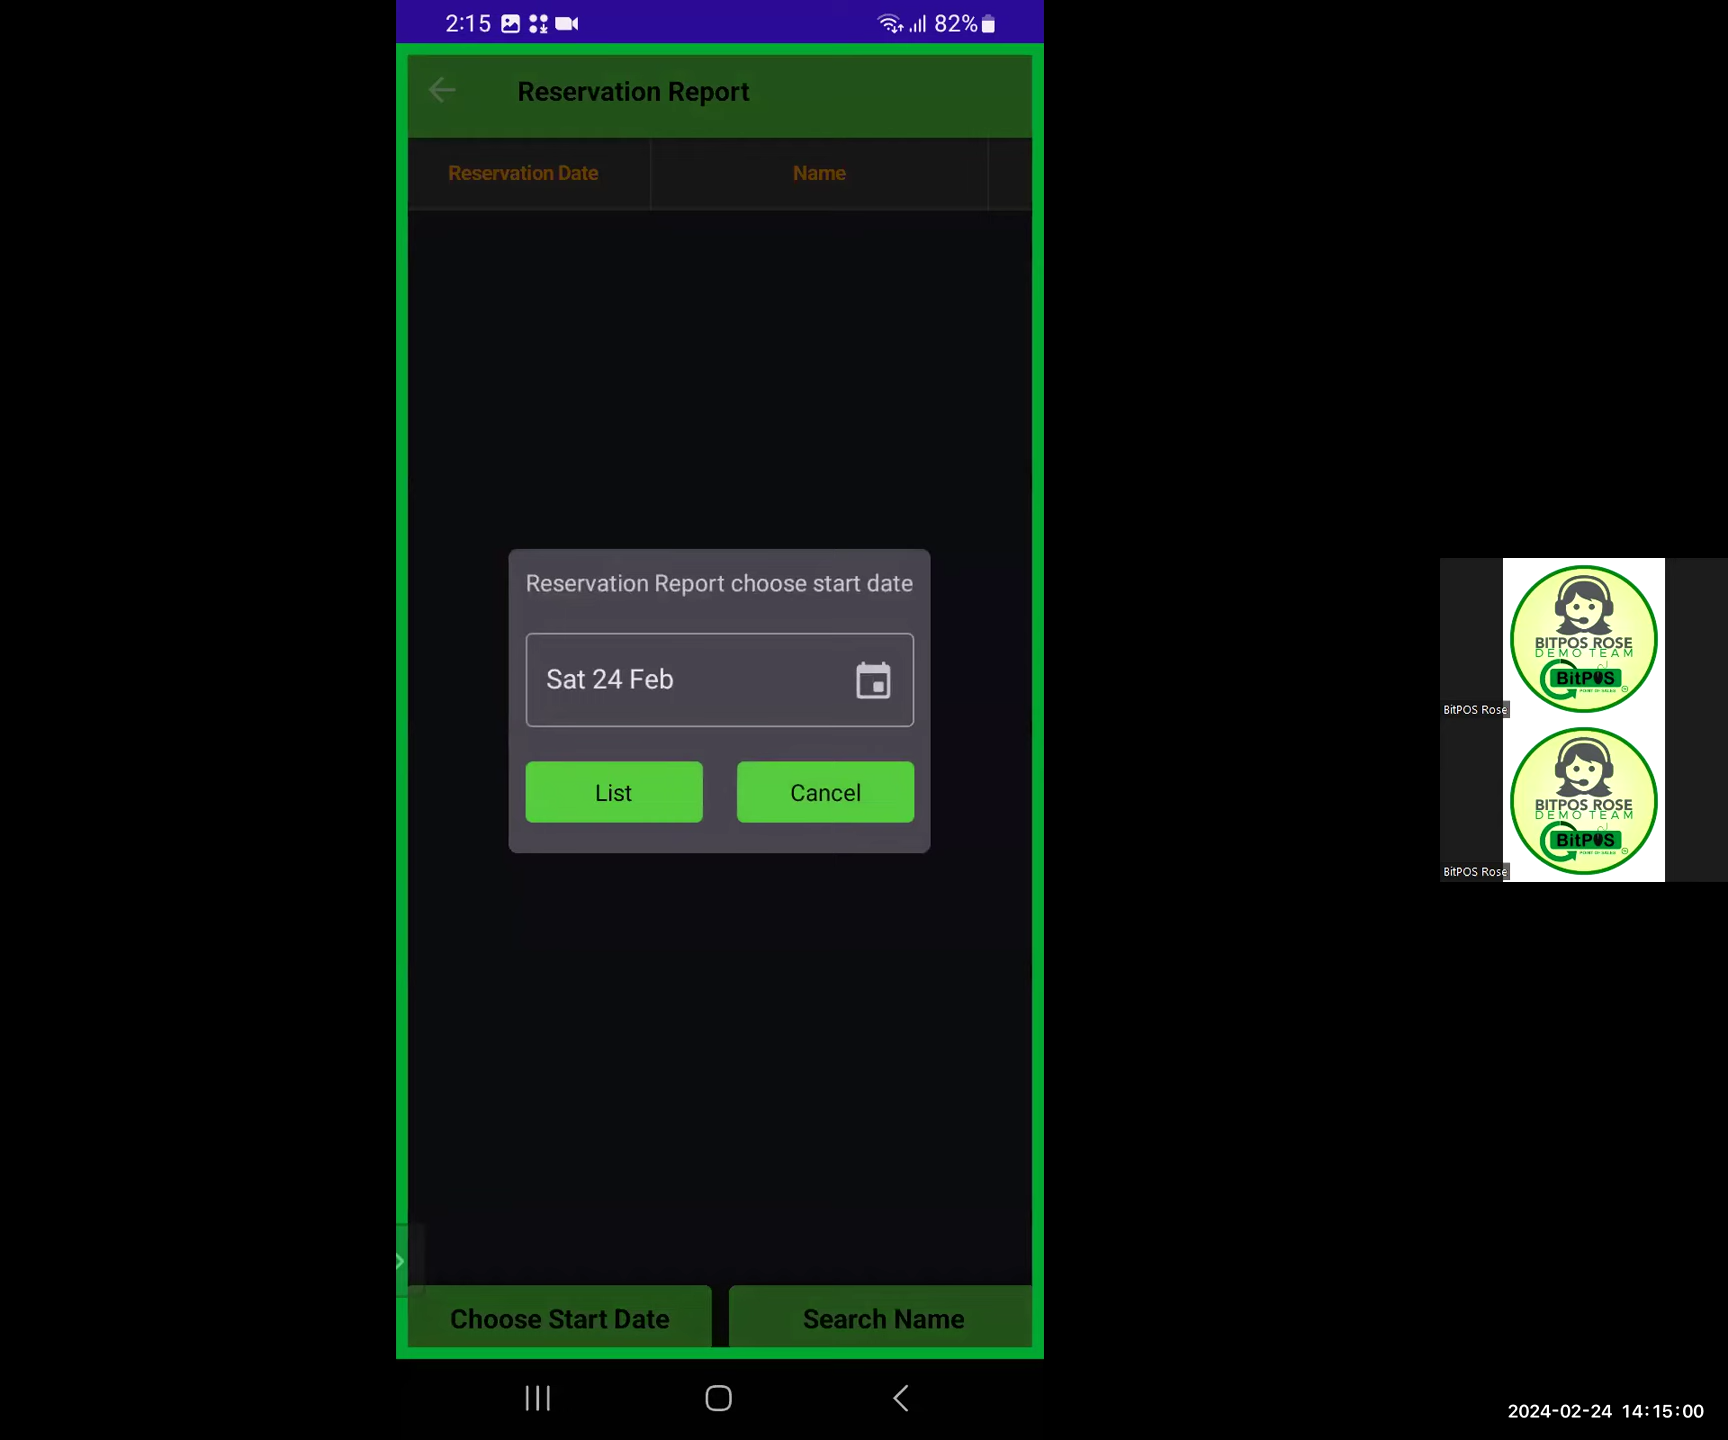 2:15 82%
Reservation Report
Reservation Date Name
Reservation Report choose start date
Sat 24 Feb
List Cancel
Choose Start Date Search Name
BITPOS ROSE
DEMO TEAM
BitPOS
BitPOS Rose
BITPOS ROSE
DEMO TEAM
BitPOS
BitPOS Rose
2024-02-24 14:15:00